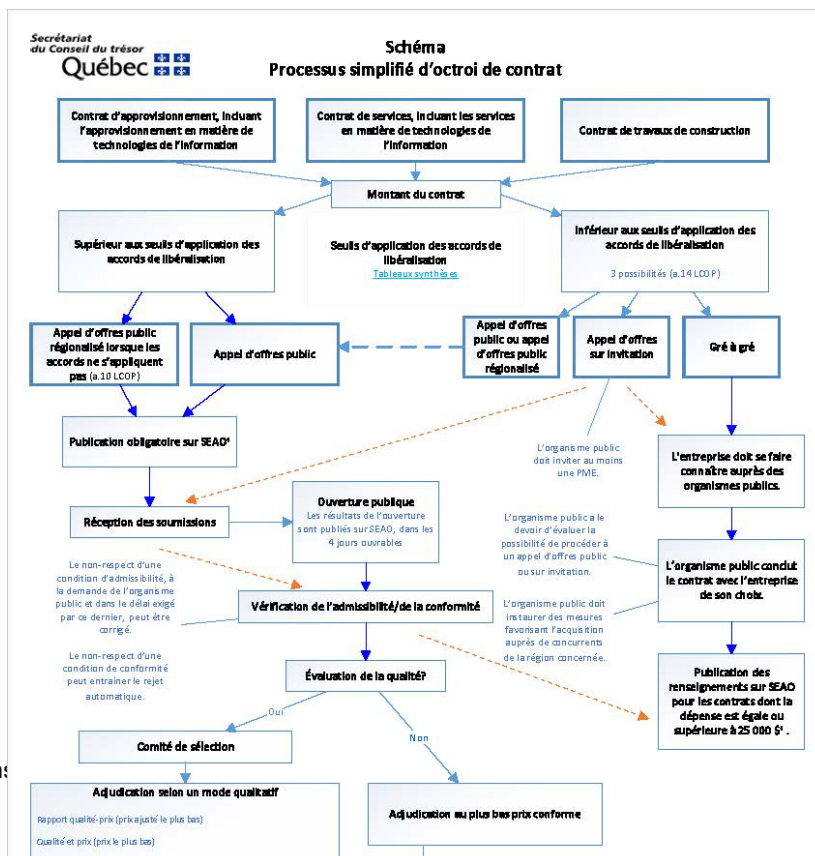 Secrétariat
du Conseil du trésor
Québec
Schéma
Processus simplifié d'octroi de contrat
Contrat d'approvisionnement, incluant
l'approvisionnement en matière de
technologies de l'information
Contrat de services, incluant les services
en matière de technologies de
l'information
Contrat de travaux de construction
Montant du contrat
Supérieur aux seuils d'application des
accords de libéralisation
Seuils d'application des accords de
libéralisation
Tableaux synthèses
Inférieur aux seuils d'application des
accords de libéralisation
3 possibilités (a.14 LCOP)
Appel d'offres public
régionalisé lorsque les
accords ne s'appliquent
pas (a.10 LCOP)
Appel d'offres public
Appel d'offres
public ou appel
d'offres public
régionalisé
Appel d'offres
sur invitation
Gré à gré
Publication obligatoire sur SEAO¹
L'organisme public
doit inviter au moins
une PME.
L'entreprise doit se faire
connaître auprès des
organismes publics.
Réception des soumissions
Ouverture publique
Les résultats de l'ouverture
sont publiés sur SEAO, dans les
4 jours ouvrables
L'organisme public a le
devoir d'évaluer la
possibilité de procéder à
un appel d'offres public
ou sur invitation.
L'organisme public conclut
le contrat avec l'entreprise
de son choix.
Le non-respect d'une
condition d'admissibilité, à
la demande de l'organisme
public et dans le délai exigé
par ce dernier, peut être
corrigé.
Vérification de l'admissibilité/de la conformité
L'organisme public doit
instaurer des mesures
favorisant l'acquisition
auprès de concurrents
de la région concernée.
Le non-respect d'une
condition de conformité
peut entraîner le rejet
automatique.
Évaluation de la qualité?
Publication des
renseignements sur SEAO
pour les contrats dont la
dépense est égale ou
supérieure à 25 000 $¹ .
Oui
Non
Comité de sélection
Adjudication selon un mode qualitatif
Rapport qualité-prix (prix ajusté le plus bas)
Qualité et prix (prix le plus bas)
Adjudication au plus bas prix conforme